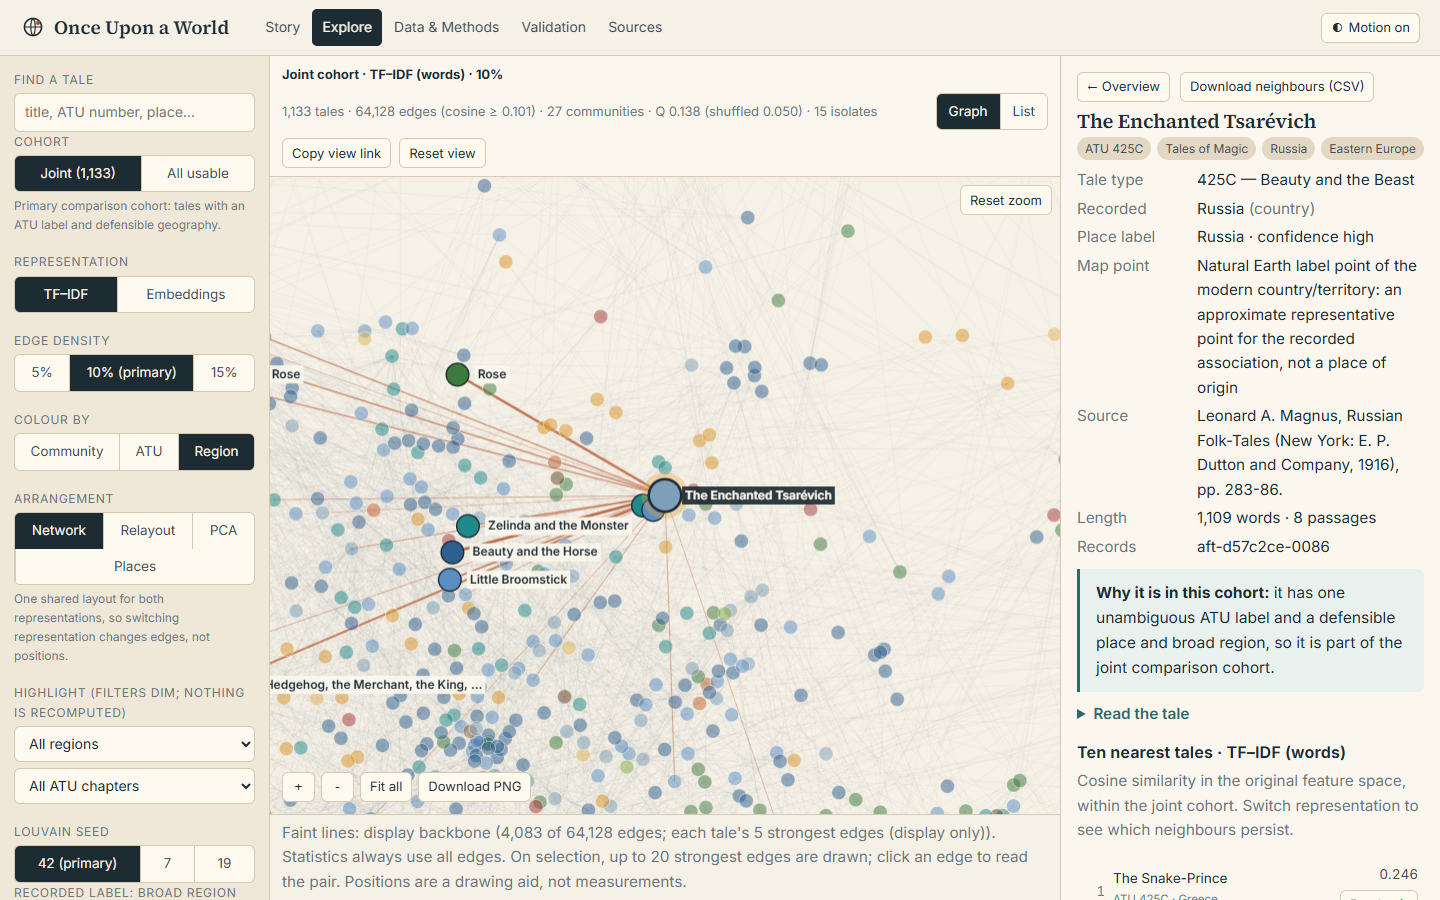 Once Upon a World
Story
Explore
Data & Methods
Validation
Sources
Motion on
FIND A TALE
title, ATU number, place...
COHORT
Joint (1,133)
All usable
Primary comparison cohort: tales with an
ATU label and defensible geography.
REPRESENTATION
TF–IDF
Embeddings
EDGE DENSITY
5%
10% (primary)
15%
COLOUR BY
Community
ATU
Region
ARRANGEMENT
Network
Relayout
PCA
Places
One shared layout for both
representations, so switching
representation changes edges, not
positions.
HIGHLIGHT (FILTERS DIM; NOTHING
IS RECOMPUTED)
All regions
All ATU chapters
LOUVAIN SEED
42 (primary)
7
19
RECORDED LABEL: BROAD REGION
Joint cohort · TF–IDF (words) · 10%
1,133 tales · 64,128 edges (cosine ≥ 0.101) · 27 communities · Q 0.138 (shuffled 0.050) · 15 isolates
Graph
List
Copy view link
Reset view
Reset zoom
Rose
Rose
The Enchanted Tsarévich
Zelinda and the Monster
Beauty and the Horse
Little Broomstick
Hedgehog, the Merchant, the King, ...
+
-
Fit all
Download PNG
Faint lines: display backbone (4,083 of 64,128 edges; each tale's 5 strongest edges (display only)).
Statistics always use all edges. On selection, up to 20 strongest edges are drawn; click an edge to read
the pair. Positions are a drawing aid, not measurements.
← Overview
Download neighbours (CSV)
The Enchanted Tsarévich
ATU 425C
Tales of Magic
Russia
Eastern Europe
Tale type
425C — Beauty and the Beast
Recorded
Russia (country)
Place label
Russia · confidence high
Map point
Natural Earth label point of the
modern country/territory: an
approximate representative
point for the recorded
association, not a place of
origin
Source
Leonard A. Magnus, Russian
Folk-Tales (New York: E. P.
Dutton and Company, 1916),
pp. 283-86.
Length
1,109 words · 8 passages
Records
aft-d57c2ce-0086
Why it is in this cohort: it has one
unambiguous ATU label and a defensible
place and broad region, so it is part of the
joint comparison cohort.
Read the tale
Ten nearest tales · TF–IDF (words)
Cosine similarity in the original feature space,
within the joint cohort. Switch representation to
see which neighbours persist.
1
The Snake-Prince
0.246
ATU 425C · Greece